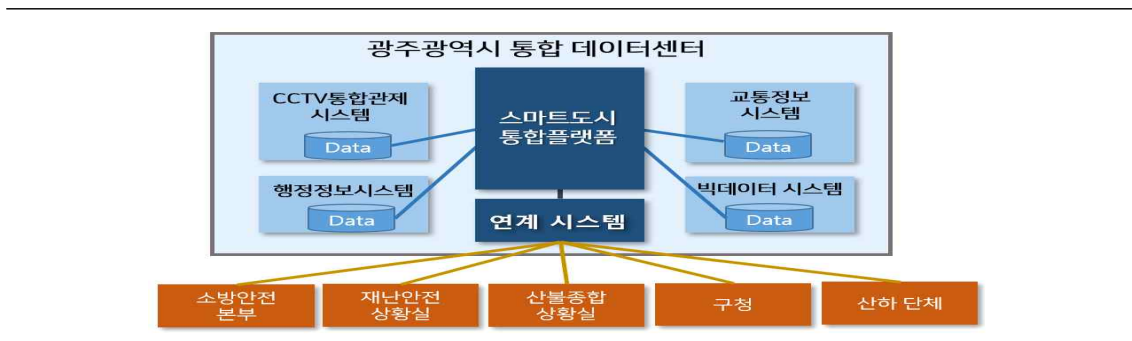 광주광역시 통합 데이터센터
CCTV통합관제
시스템
Data
스마트도시
통합플랫폼
교통정보
시스템
Data
행정정보시스템
Data
연계 시스템
빅데이터 시스템
Data
소방안전
본부
재난안전
상황실
산불종합
상황실
구청
산하 단체